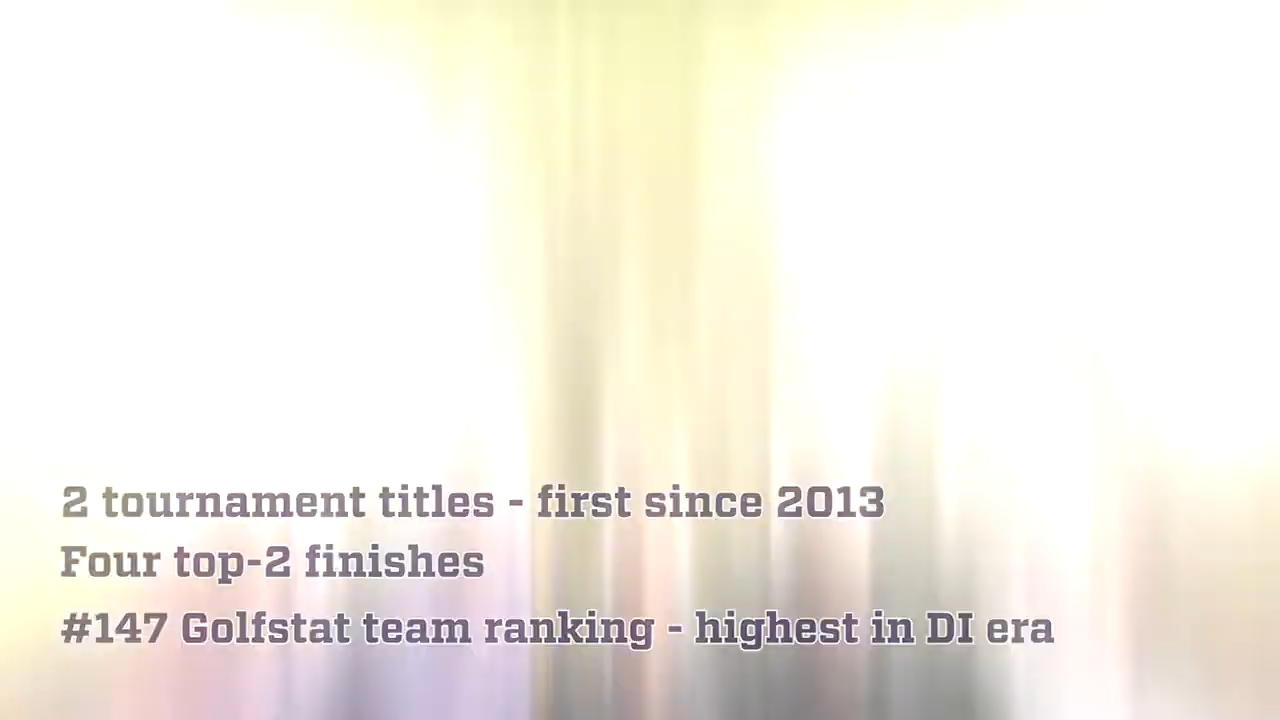 2 tournament titles - first since 2013
Four top-2 finishes
#147 Golfstat team ranking - highest in DI era